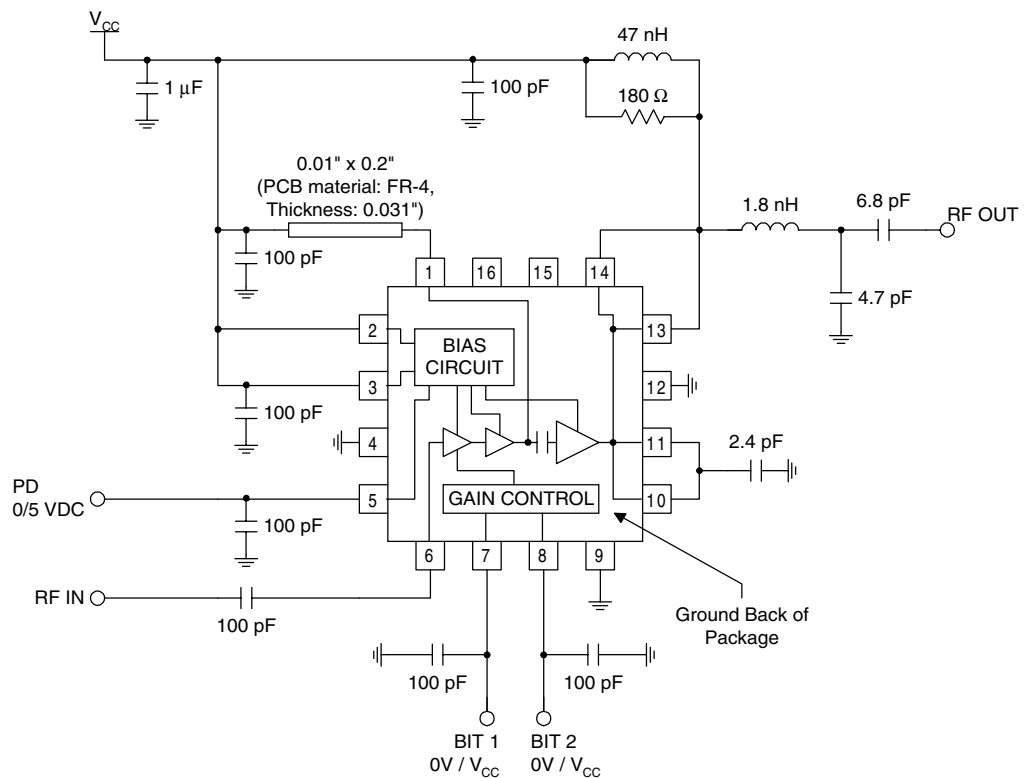 V_CC
47 nH
1 µF
100 pF
180 Ω
0.01" x 0.2"
(PCB material: FR-4,
Thickness: 0.031")
1.8 nH
6.8 pF
RF OUT
100 pF
4.7 pF
1
16
15
14
2
13
BIAS
CIRCUIT
3
12
100 pF
4
11
2.4 pF
PD
0/5 VDC
5
GAIN CONTROL
10
100 pF
6
7
8
9
RF IN
100 pF
Ground Back of
Package
100 pF
100 pF
BIT 1
0V / V_CC
BIT 2
0V / V_CC